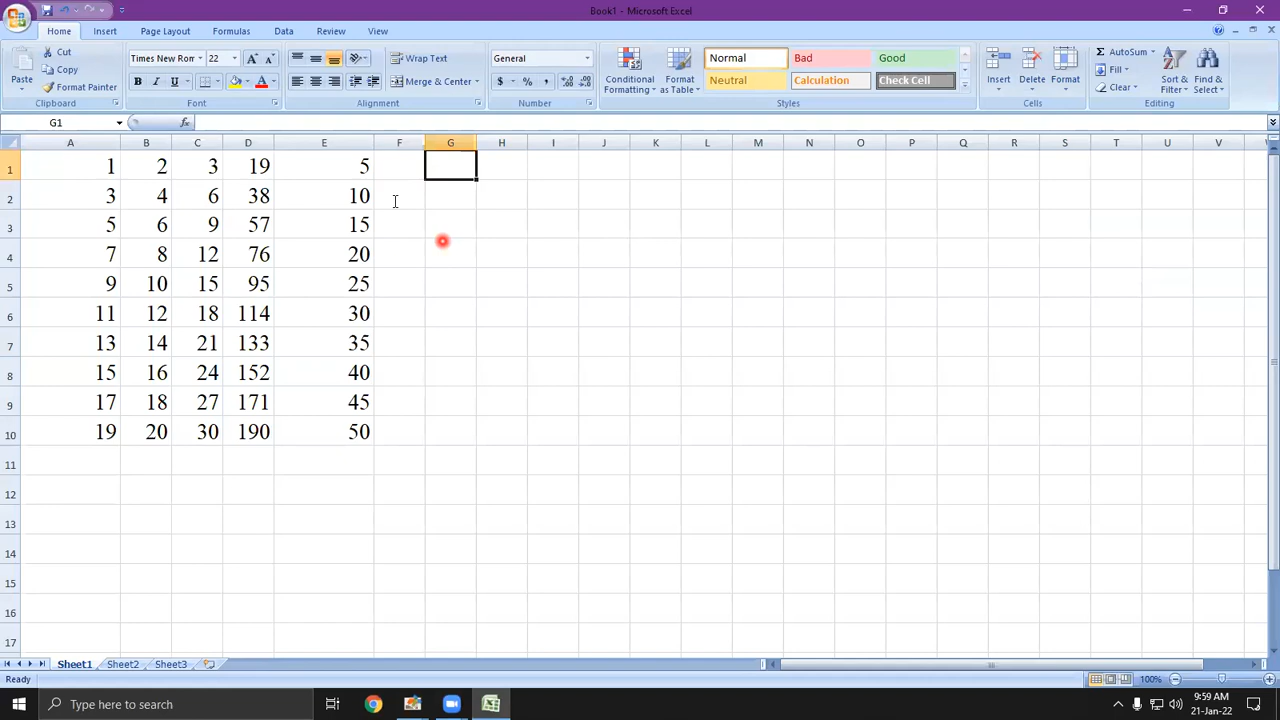 Book1 - Microsoft Excel
Home Insert Page Layout Formulas Data Review View
Paste Cut Copy Format Painter Clipboard
Times New Rom 22 A A B I U A Font
Wrap Text Merge & Center Alignment
General $ % , Number
Conditional Formatting Format as Table Normal Bad Good Neutral Calculation Check Cell Styles
Insert Delete Format Cells
Σ AutoSum Fill Clear Sort & Filter Find & Select Editing
G1 fx
A B C D E F G H I J K L M N O P Q R S T U V
1 1 2 3 19 5
2 3 4 6 38 10
3 5 6 9 57 15
4 7 8 12 76 20
5 9 10 15 95 25
6 11 12 18 114 30
7 13 14 21 133 35
8 15 16 24 152 40
9 17 18 27 171 45
10 19 20 30 190 50
11
12
13
14
15
16
17
Sheet1 Sheet2 Sheet3
Ready 100%
Type here to search 9:59 AM
21-Jan-22